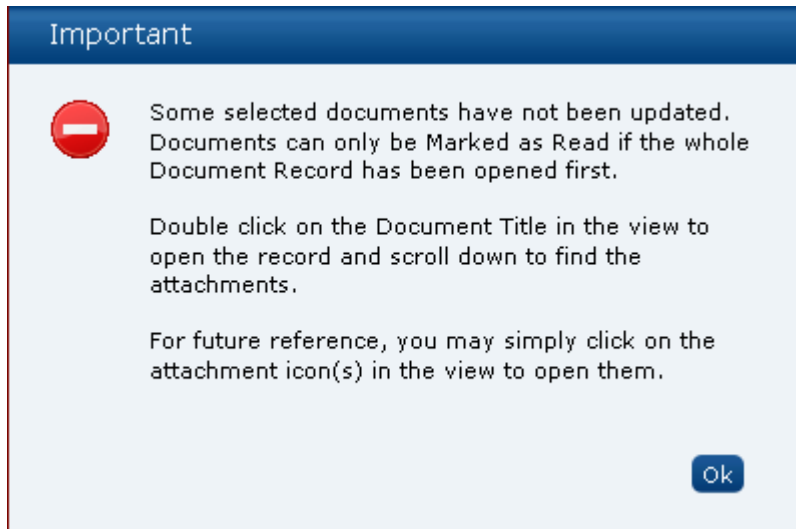 Important
Some selected documents have not been updated.
Documents can only be Marked as Read if the whole
Document Record has been opened first.
Double click on the Document Title in the view to
open the record and scroll down to find the
attachments.
For future reference, you may simply click on the
attachment icon(s) in the view to open them.
Ok